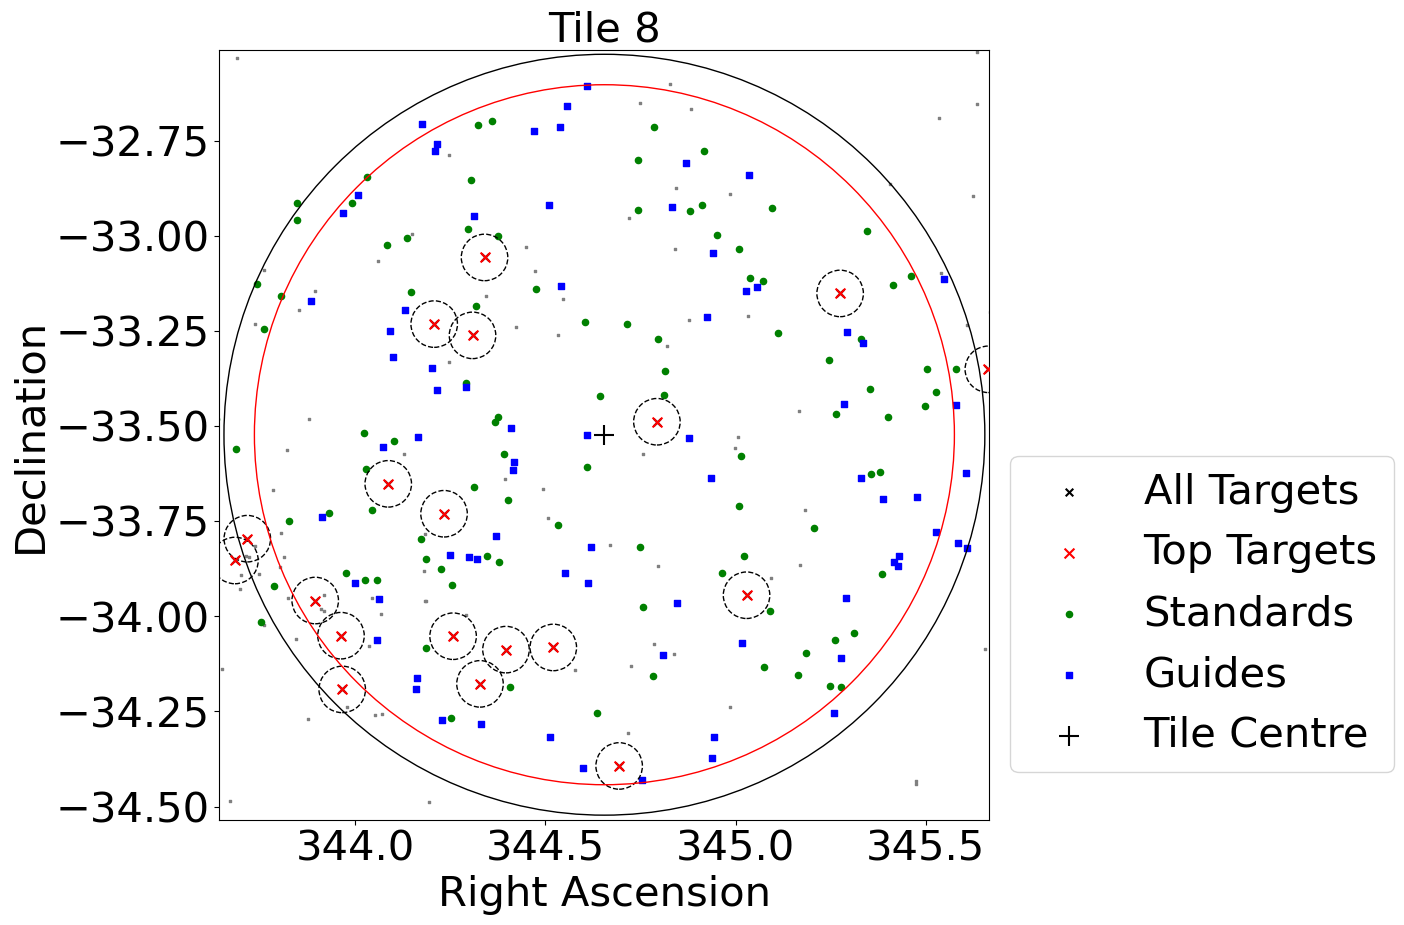 Tile 8
−32.75
−33.00
−33.25
−33.50
−33.75
−34.00
−34.25
−34.50
Declination
344.0 344.5 345.0 345.5
Right Ascension
All Targets
Top Targets
Standards
Guides
Tile Centre